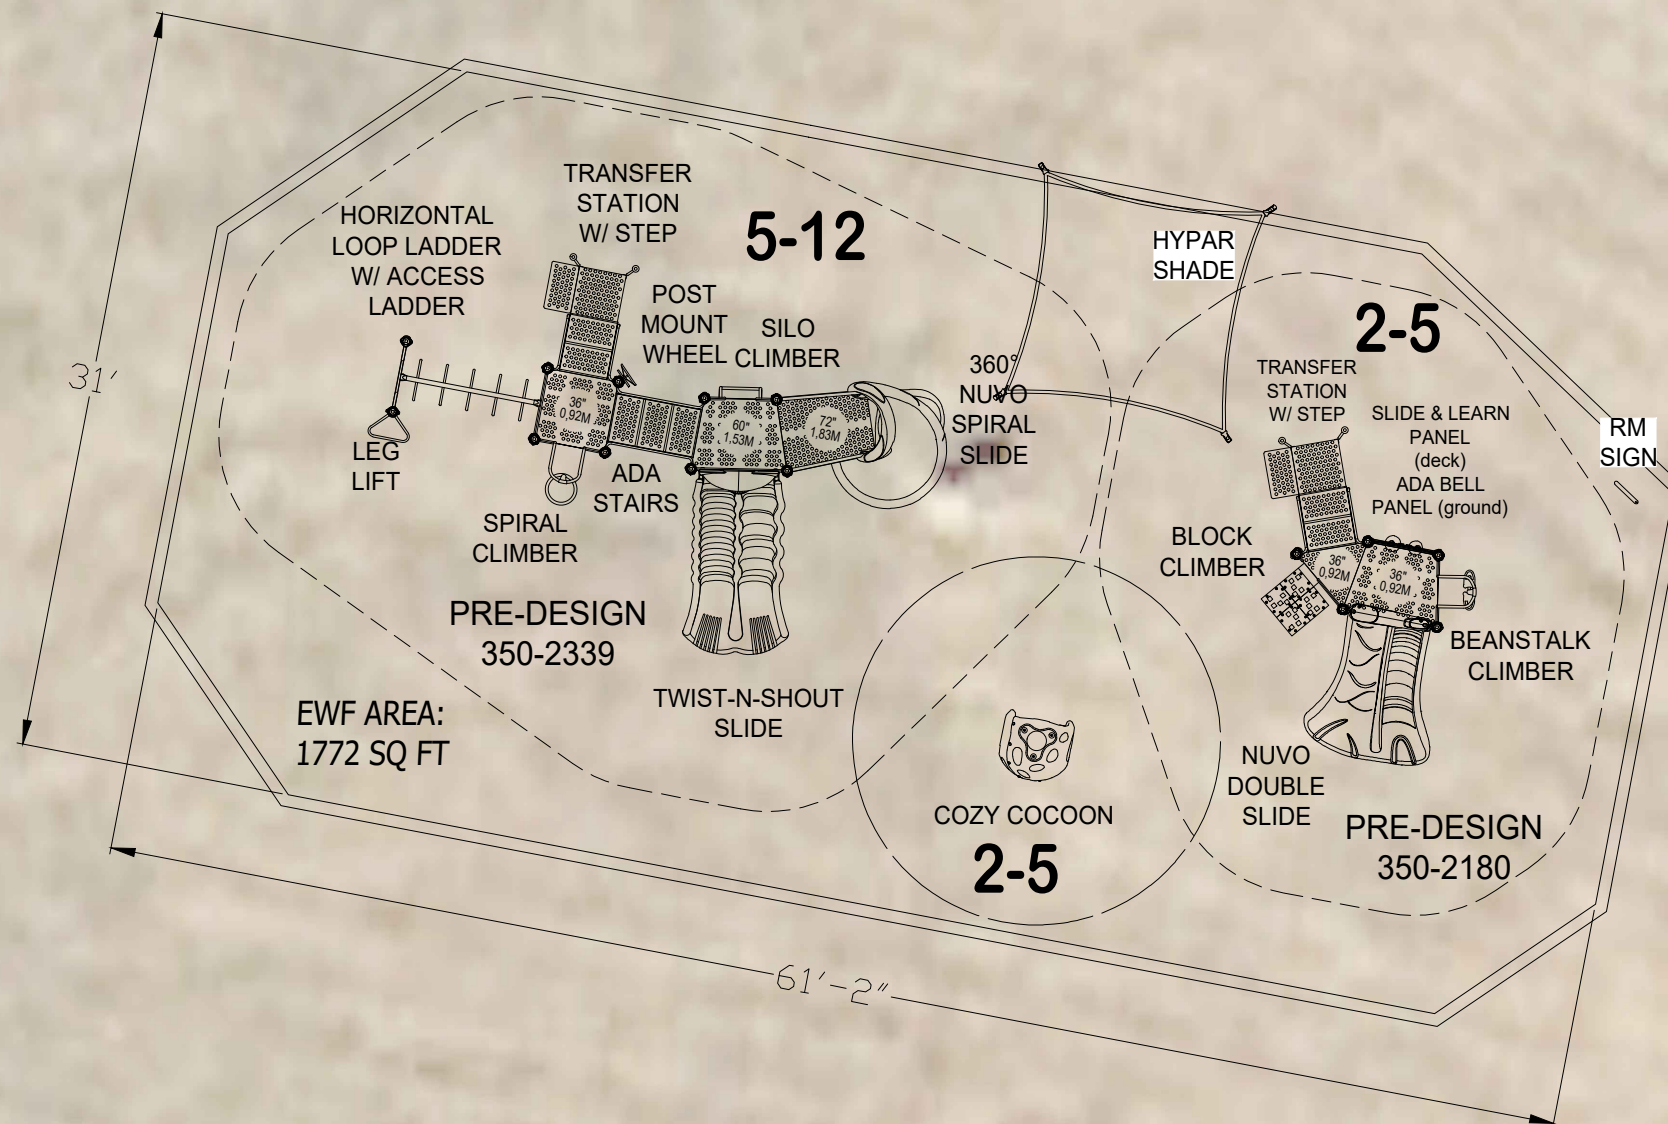 TRANSFER
STATION
W/ STEP
5-12
HORIZONTAL
LOOP LADDER
W/ ACCESS
LADDER
HYPAR
SHADE
POST
MOUNT
WHEEL
SILO
CLIMBER
2-5
31'
360°
NUVO
SPIRAL
SLIDE
TRANSFER
STATION
W/ STEP
SLIDE & LEARN
PANEL
(deck)
ADA BELL
PANEL (ground)
RM
SIGN
36"
0,92M
60"
1,53M
72"
1,83M
LEG
LIFT
ADA
STAIRS
SPIRAL
CLIMBER
BLOCK
CLIMBER
36"
0,92M
36"
0,92M
PRE-DESIGN
350-2339
BEANSTALK
CLIMBER
TWIST-N-SHOUT
SLIDE
EWF AREA:
1772 SQ FT
NUVO
DOUBLE
SLIDE
COZY COCOON
2-5
PRE-DESIGN
350-2180
61'-2"